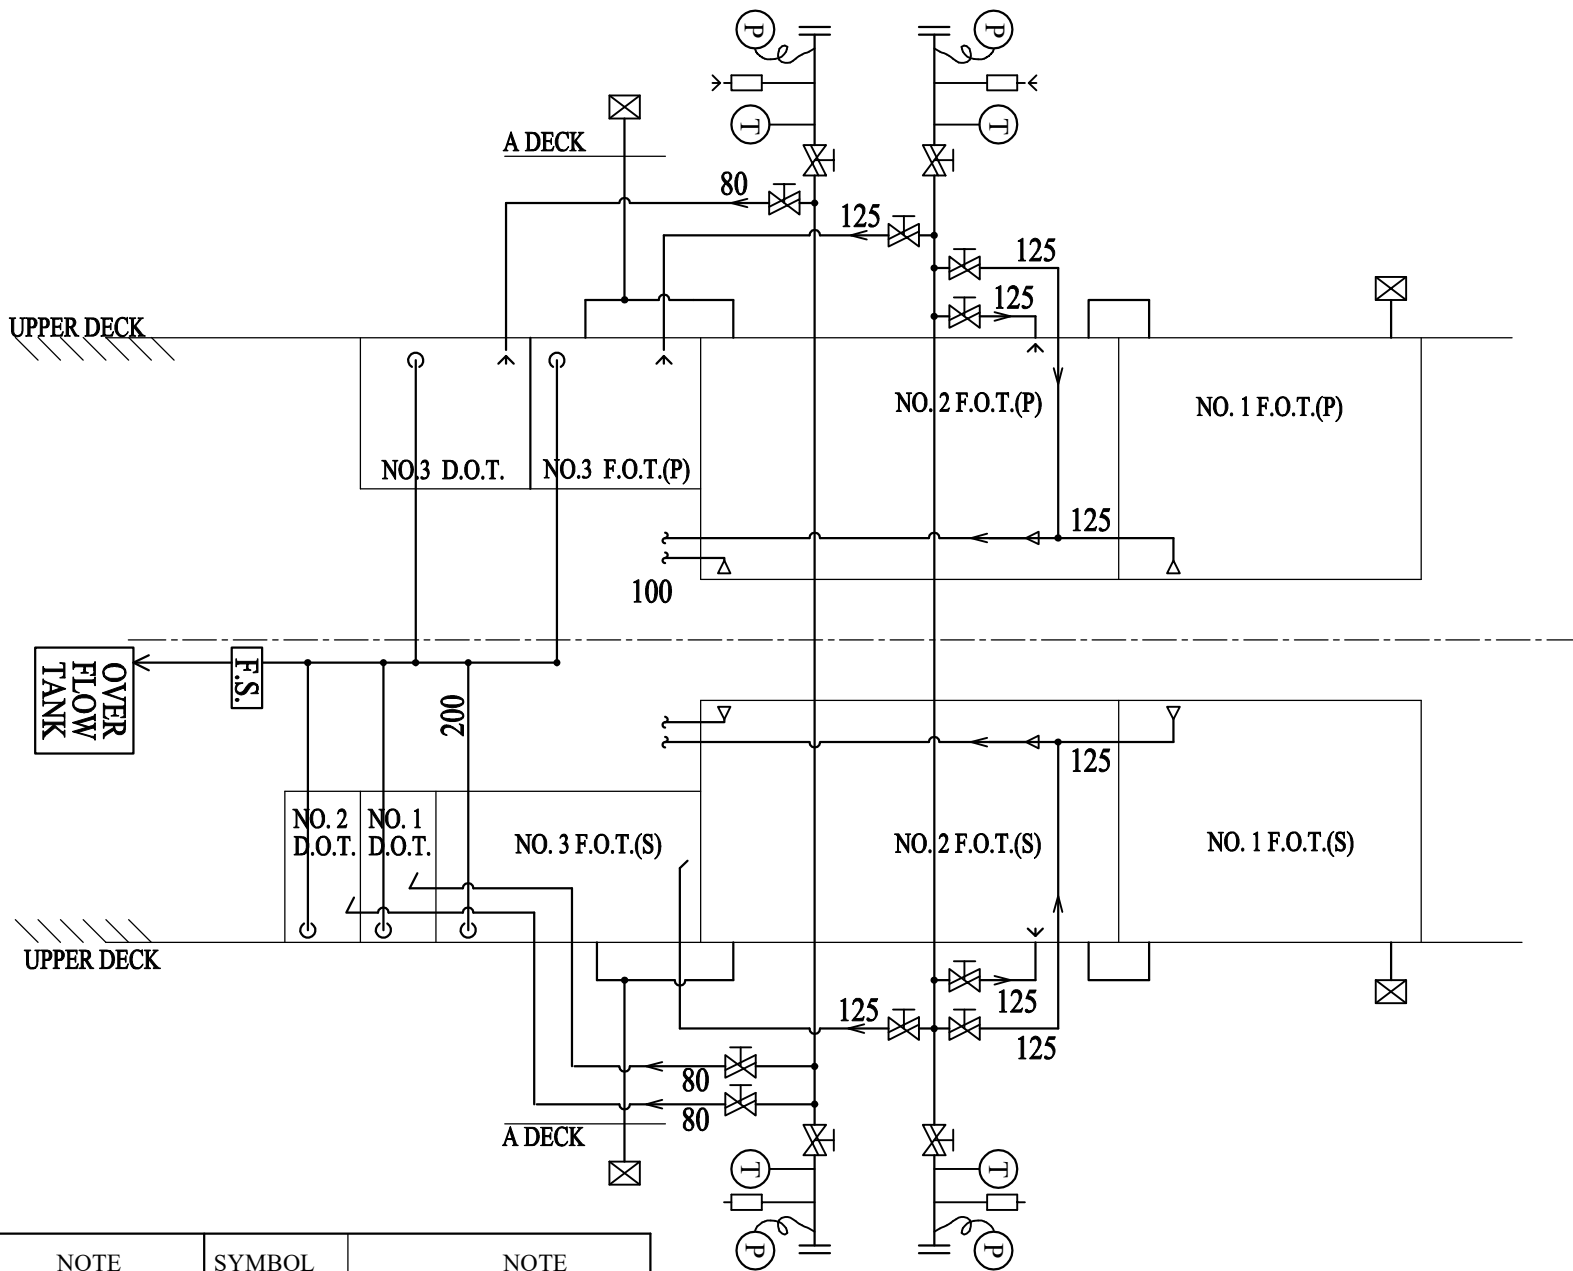 P
P
T
T
A DECK
80
125
125
125
UPPER DECK
NO. 2 F.O.T.(P)
NO. 1 F.O.T.(P)
NO.3 D.O.T.
NO.3 F.O.T.(P)
125
100
OVER
FLOW
TANK
F.S.
200
125
NO. 2
D.O.T.
NO. 1
D.O.T.
NO. 3 F.O.T.(S)
NO. 2 F.O.T.(S)
NO. 1 F.O.T.(S)
UPPER DECK
125
125
125
80
80
A DECK
T
T
P
P
NOTE
SYMBOL
NOTE